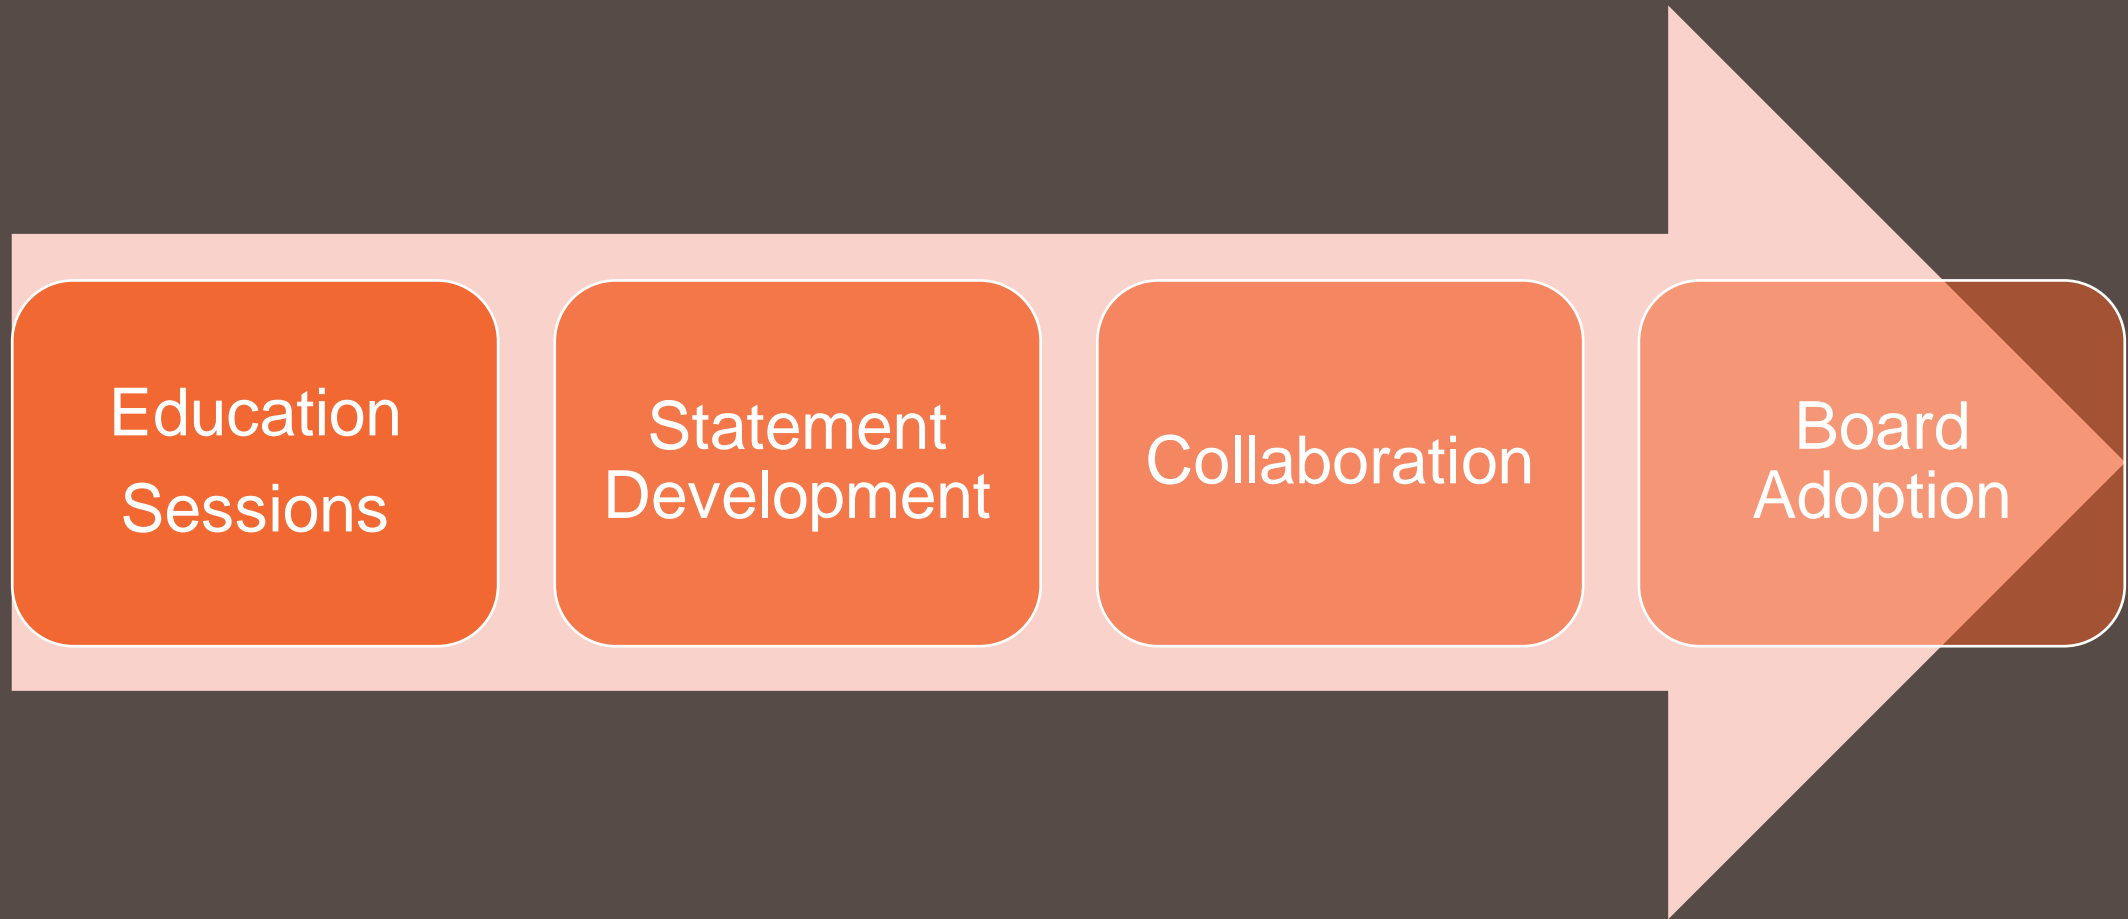 Education
Sessions
Statement
Development
Collaboration
Board
Adoption